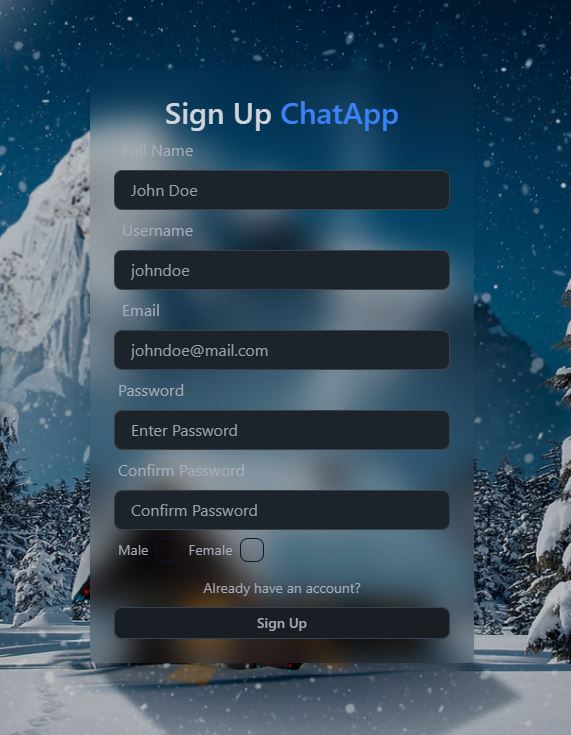 Sign Up ChatApp
Full Name
John Doe
Username
johndoe
Email
johndoe@mail.com
Password
Enter Password
Confirm Password
Confirm Password
Male Female
Already have an account?
Sign Up